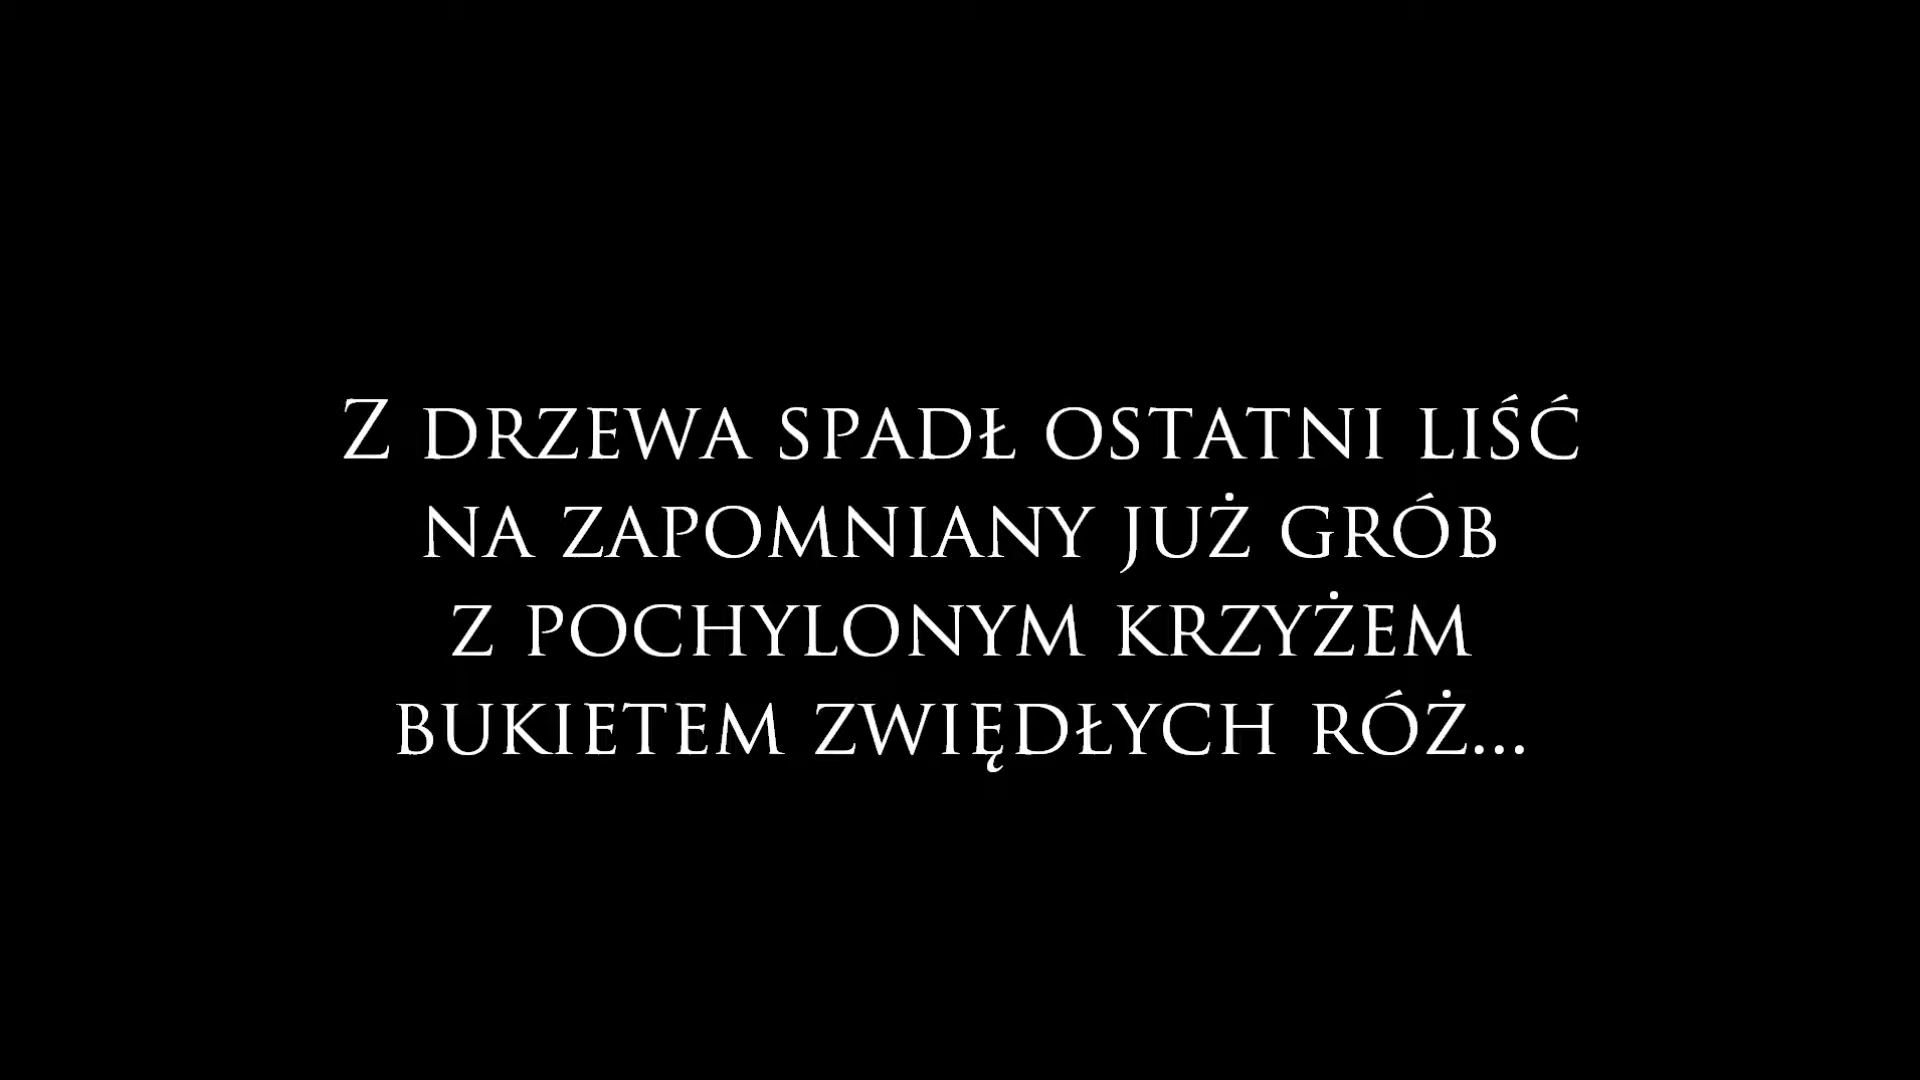 Z DRZEWA SPADŁ OSTATNI LIŚĆ
NA ZAPOMNIANY JUŻ GRÓB
Z POCHYLONYM KRZYŻEM
BUKIETEM ZWIĘDŁYCH RÓŻ...